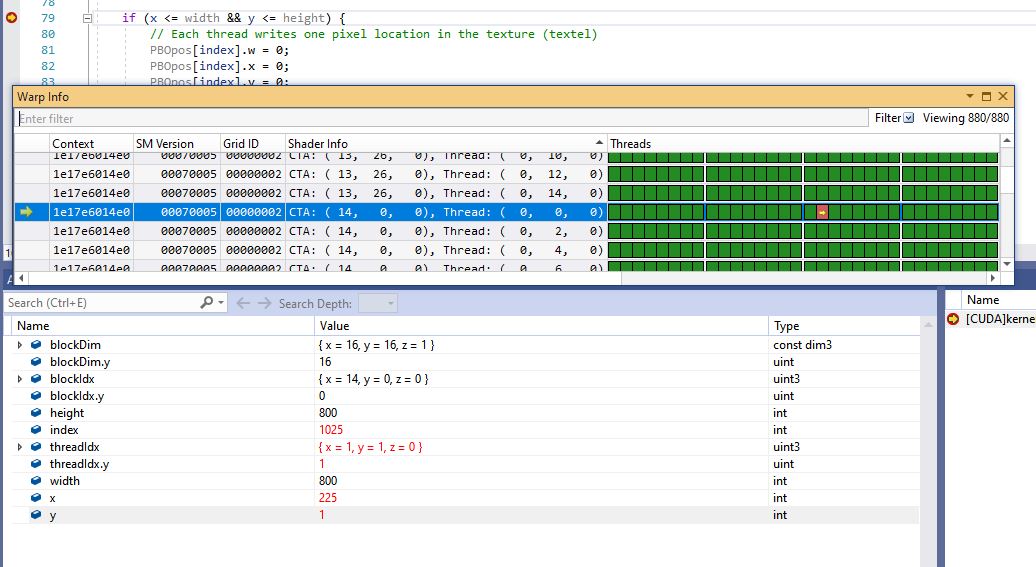 78
79 if (x <= width && y <= height) {
80 // Each thread writes one pixel location in the texture (textel)
81 PBOpos[index].w = 0;
82 PBOpos[index].x = 0;
83 PBOpos[index].y = 0;
Warp Info
Enter filter Filter Viewing 880/880
Context SM Version Grid ID Shader Info Threads
1e17e6014e0 00070005 00000002 CTA: ( 13, 26, 0), Thread: ( 0, 10, 0)
1e17e6014e0 00070005 00000002 CTA: ( 13, 26, 0), Thread: ( 0, 12, 0)
1e17e6014e0 00070005 00000002 CTA: ( 13, 26, 0), Thread: ( 0, 14, 0)
1e17e6014e0 00070005 00000002 CTA: ( 14, 0, 0), Thread: ( 0, 0, 0)
1e17e6014e0 00070005 00000002 CTA: ( 14, 0, 0), Thread: ( 0, 2, 0)
1e17e6014e0 00070005 00000002 CTA: ( 14, 0, 0), Thread: ( 0, 4, 0)
1e17e6014e0 00070005 00000002 CTA: ( 14, 0, 0), Thread: ( 0, 6, 0)
Search (Ctrl+E) Search Depth:
Name Value Type Name
blockDim { x = 16, y = 16, z = 1 } const dim3 [CUDA]kerne
blockDim.y 16 uint
blockIdx { x = 14, y = 0, z = 0 } uint3
blockIdx.y 0 uint
height 800 int
index 1025 int
threadIdx { x = 1, y = 1, z = 0 } uint3
threadIdx.y 1 uint
width 800 int
x 225 int
y 1 int